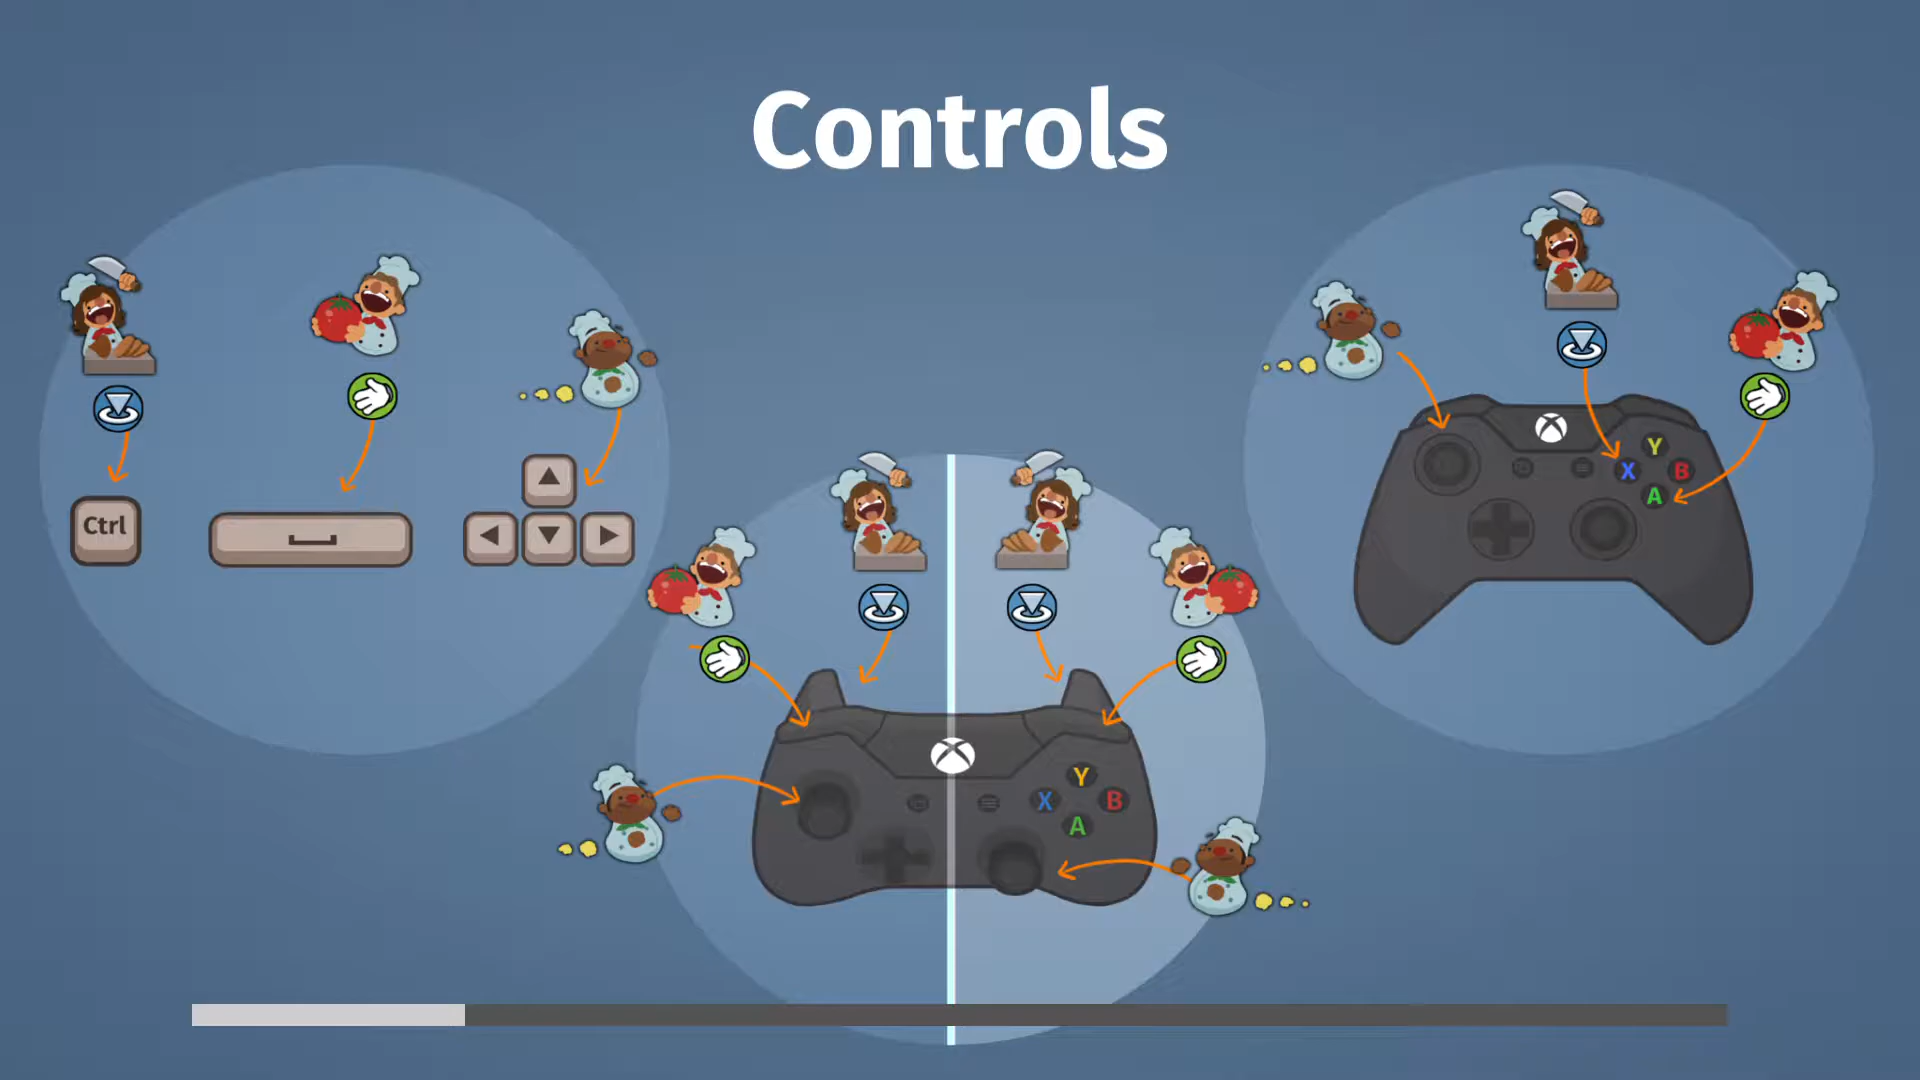 Controls
Ctrl
Y
X B
A
Y
X B
A